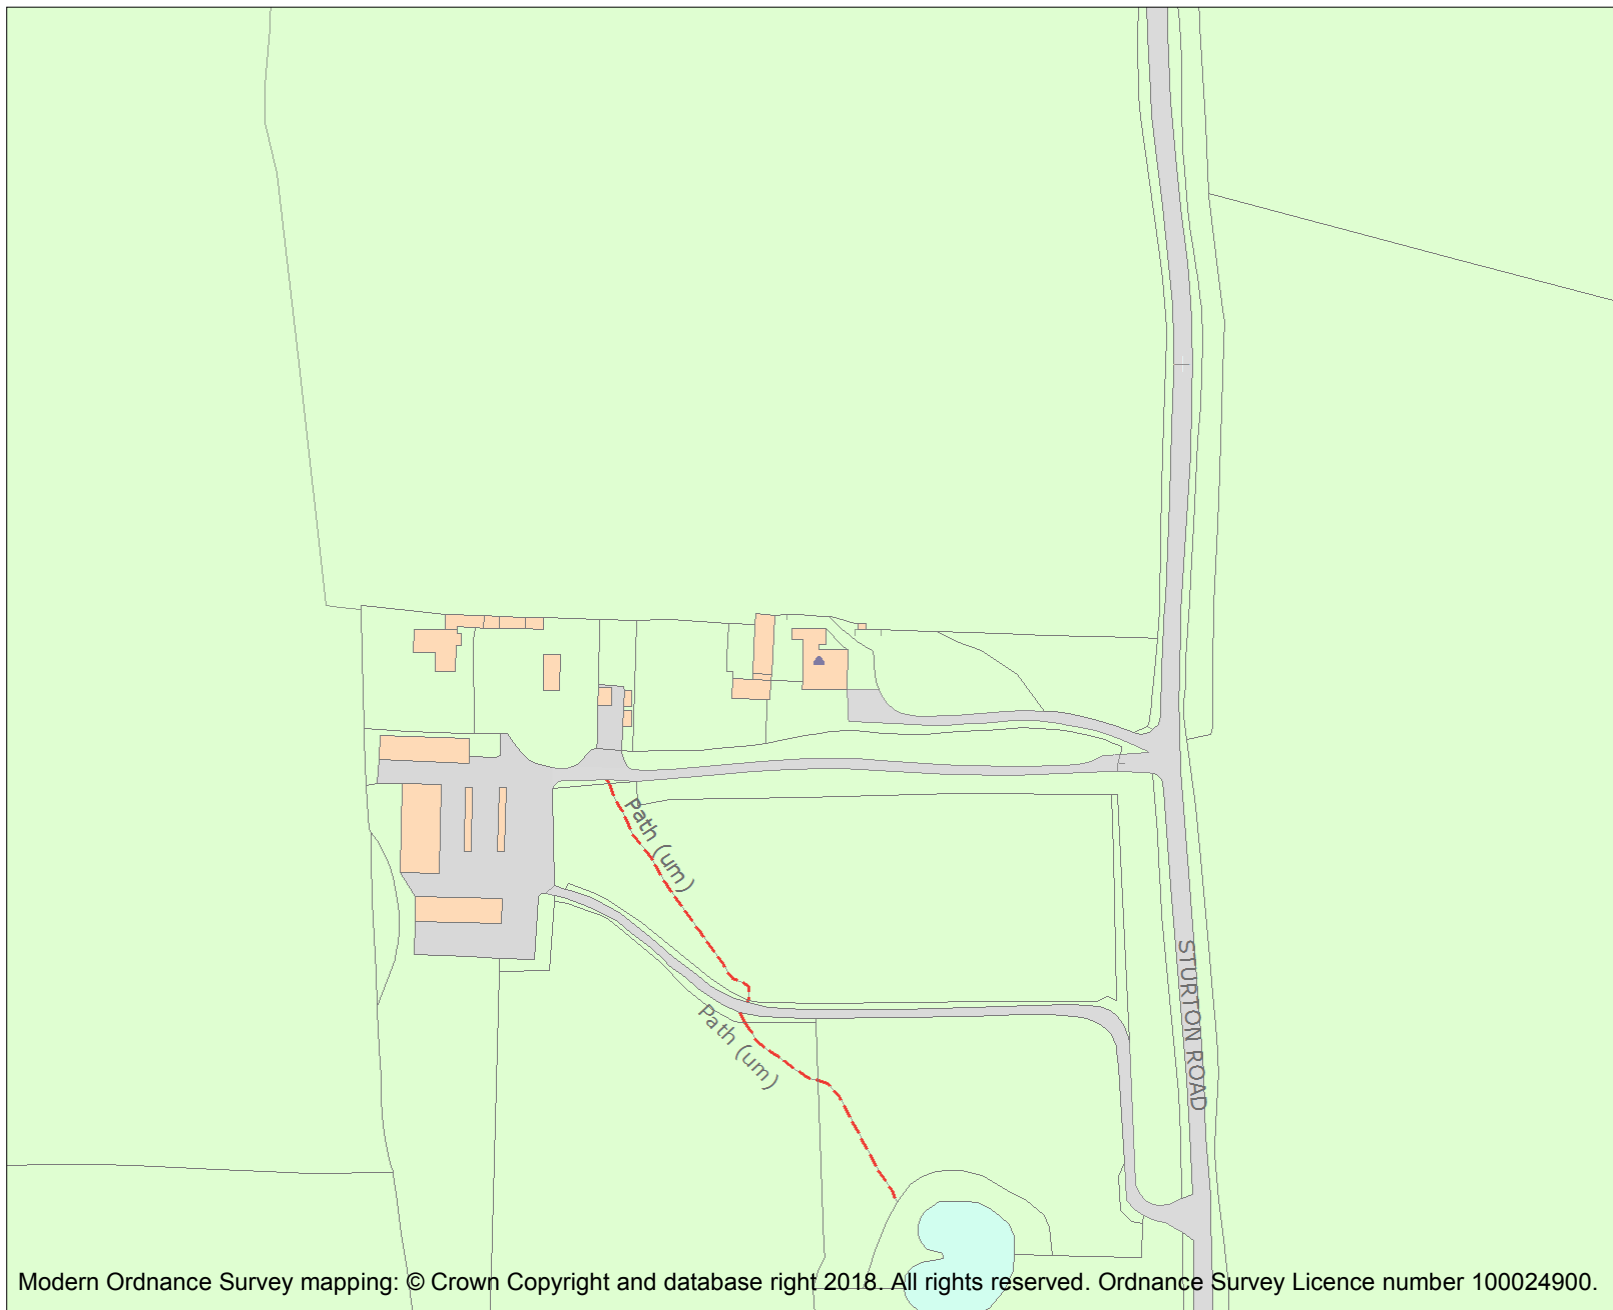 Path (um)
STURTON ROAD
Path (um)
Modern Ordnance Survey mapping: © Crown Copyright and database right 2018. All rights reserved. Ordnance Survey Licence number 100024900.